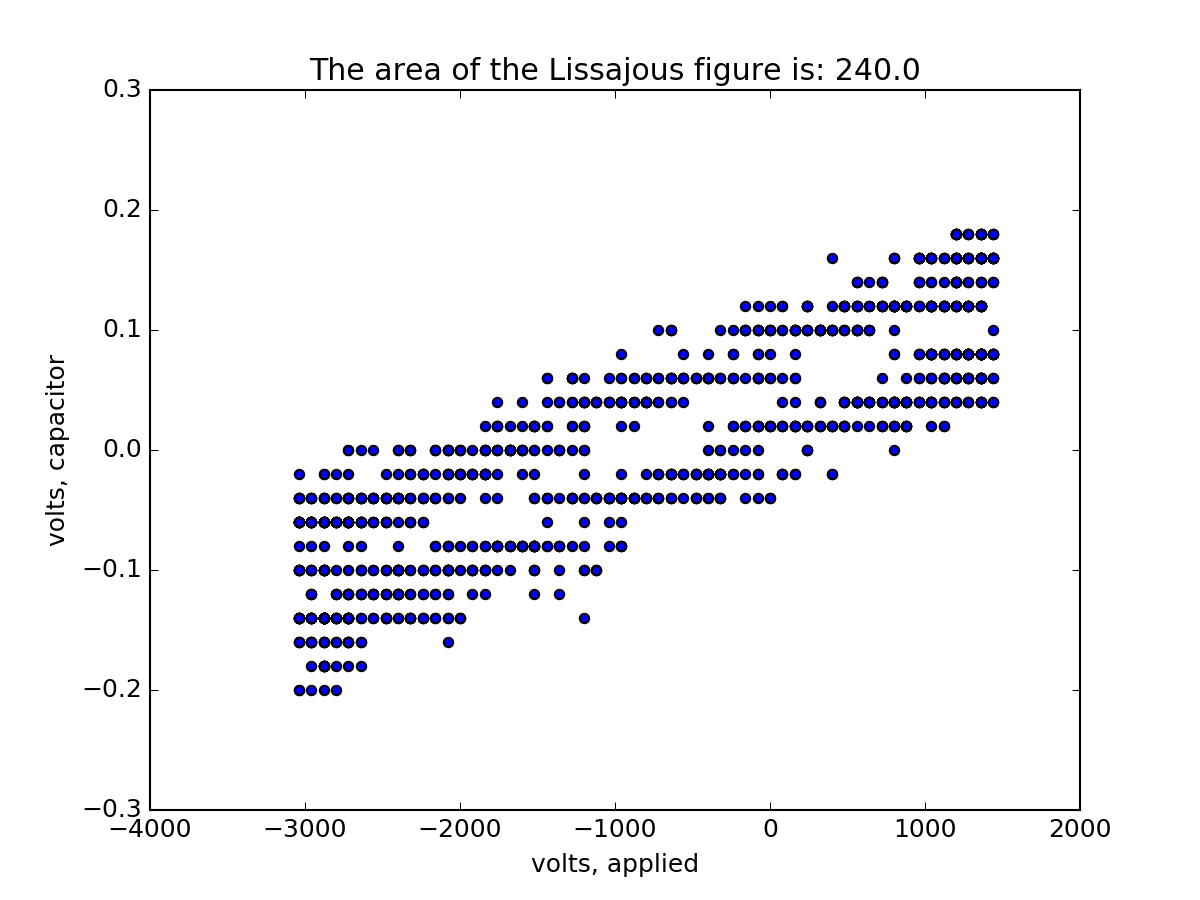 The area of the Lissajous figure is: 240.0
0.3
0.2
0.1
0.0
−0.1
−0.2
−0.3
volts, capacitor
−4000 −3000 −2000 −1000 0 1000 2000
volts, applied